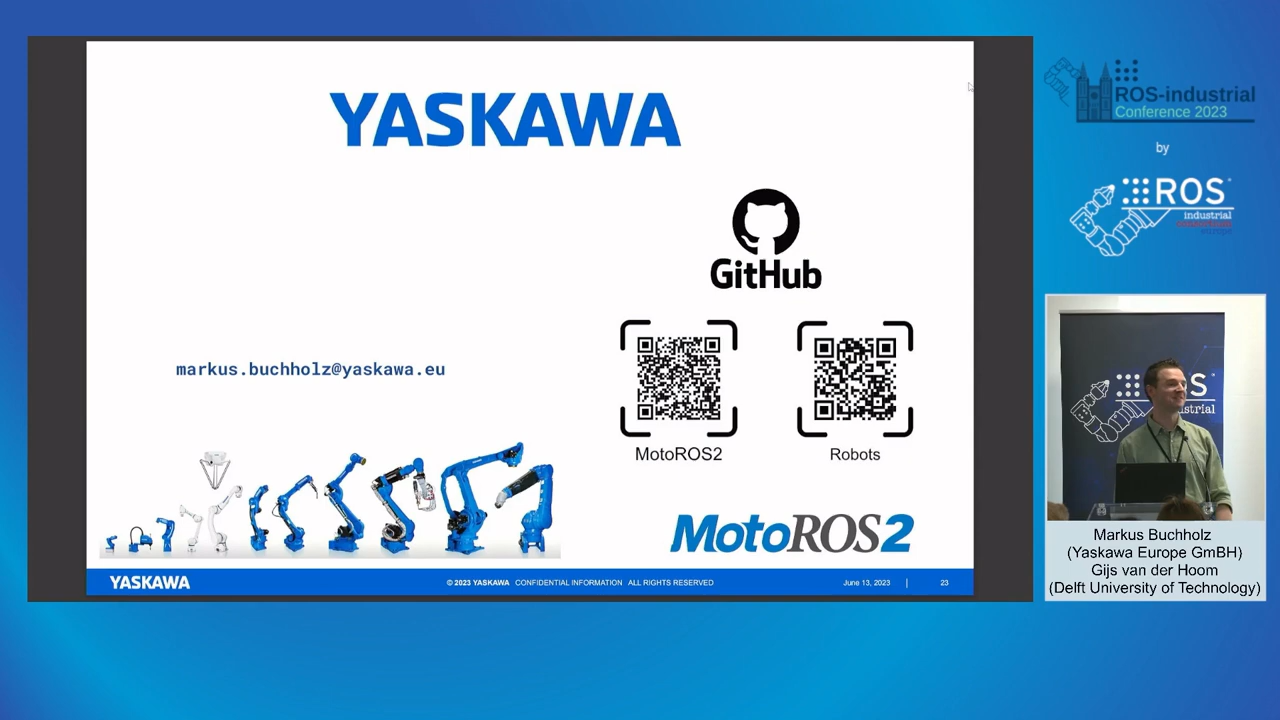 YASKAWA
GitHub
markus.buchholz@yaskawa.eu
MotoROS2
Robots
MotoROS2
YASKAWA
© 2023 YASKAWA CONFIDENTIAL INFORMATION ALL RIGHTS RESERVED
June 13, 2023 | 23
ROS-industrial
Conference 2023
by
ROS
industrial
europe
Markus Buchholz
(Yaskawa Europe GmBH)
Gijs van der Hoom
(Delft University of Technology)